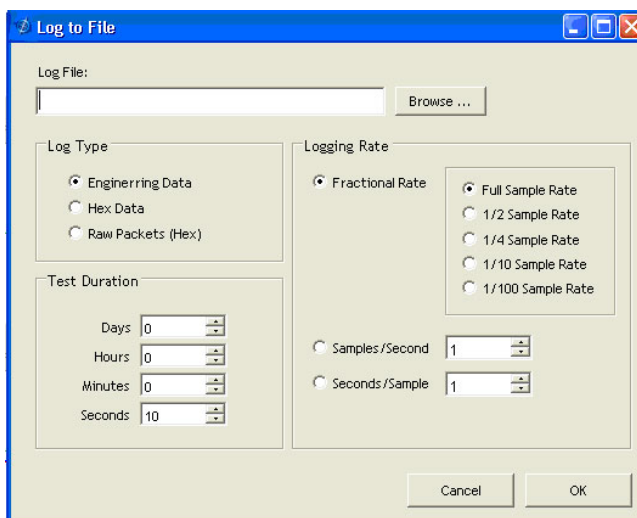 Log to File
Log File:
Browse ...
Log Type
Enginerring Data
Hex Data
Raw Packets (Hex)
Test Duration
Days 0
Hours 0
Minutes 0
Seconds 10
Logging Rate
Fractional Rate
Full Sample Rate
1/2 Sample Rate
1/4 Sample Rate
1/10 Sample Rate
1/100 Sample Rate
Samples/Second 1
Seconds/Sample 1
Cancel
OK